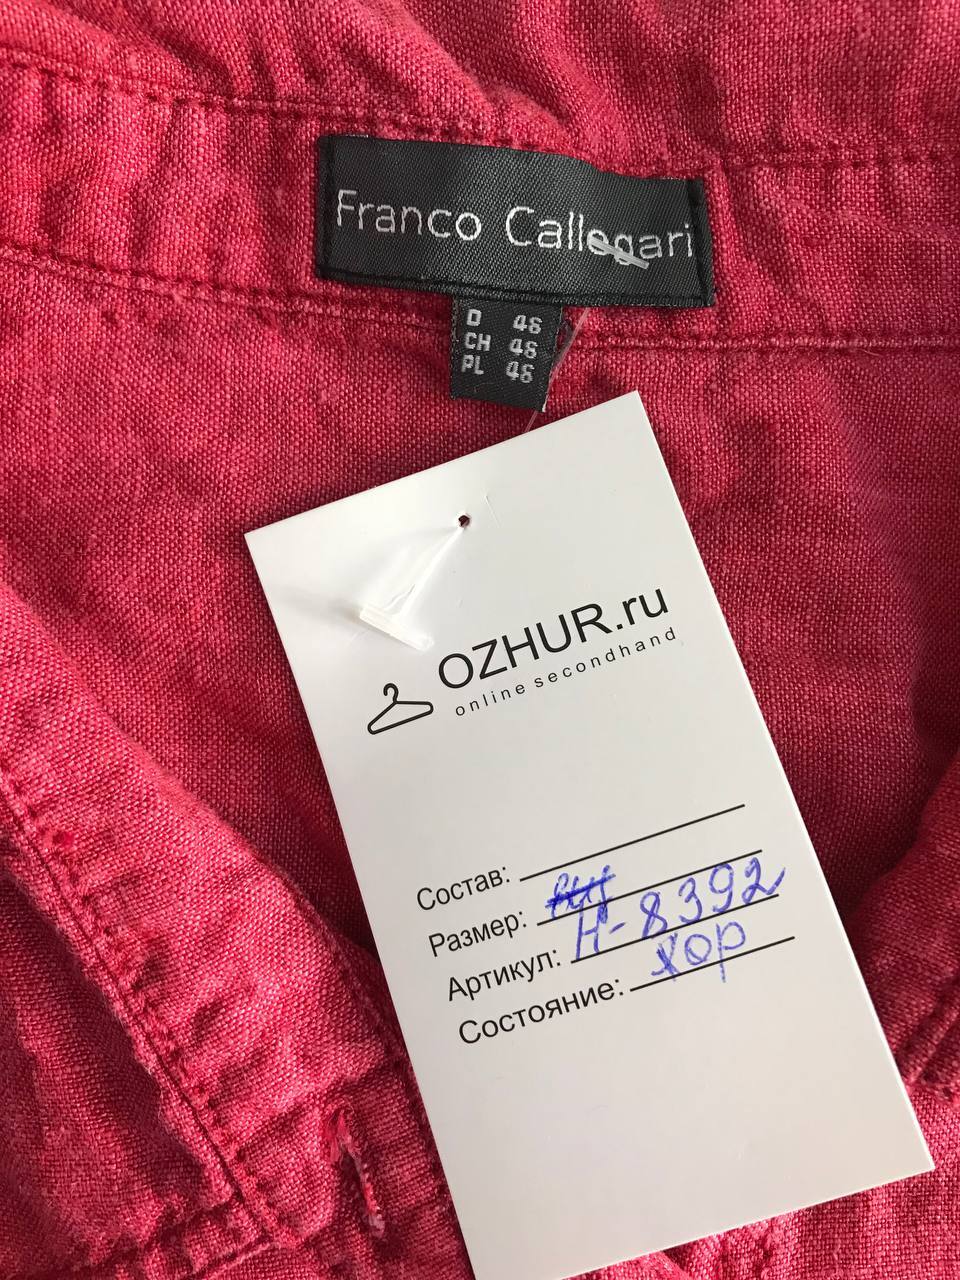 Franco Callegari
D 46
CH 46
PL 46
OZHUR.ru
online secondhand
Состав:
Размер:
Артикул: Н-8392
Состояние: хор